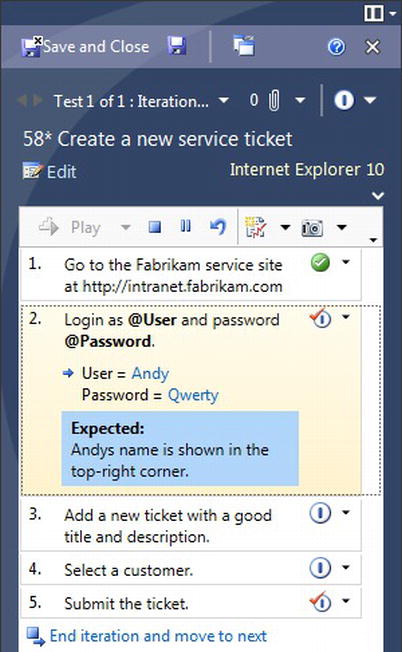 Save and Close
Test 1 of 1 : Iteration... 0
58* Create a new service ticket
Edit Internet Explorer 10
Play
1. Go to the Fabrikam service site
at http://intranet.fabrikam.com
2. Login as @User and password
@Password.
User = Andy
Password = Qwerty
Expected:
Andys name is shown in the
top-right corner.
3. Add a new ticket with a good
title and description.
4. Select a customer.
5. Submit the ticket.
End iteration and move to next